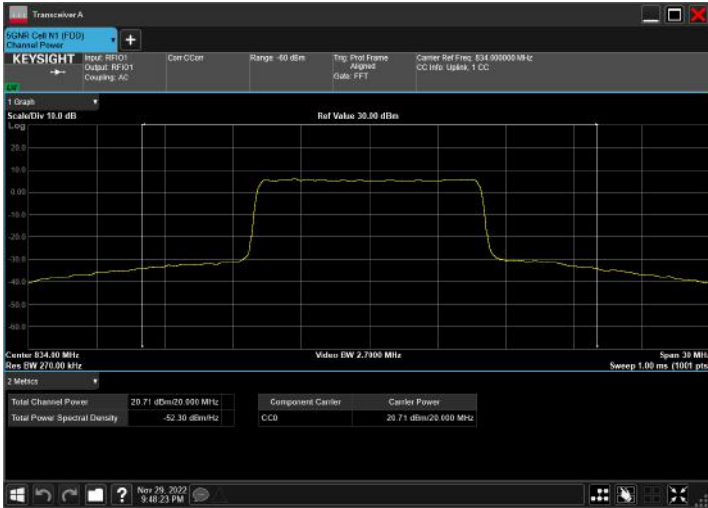 Transceiver A
5GNR Cell N1 (FDD)
Channel Power
KEYSIGHT
Input: RFIO1
Output: RFIO1
Coupling: AC
Corr CCorr
Range -60 dBm
Trig: Prot Frame
Aligned
Gate: FFT
Carrier Ref Freq: 834.000000 MHz
CC Info: Uplink, 1 CC
1 Graph
Scale/Div 10.0 dB
Ref Value 30.00 dBm
Log
20.0
10.0
0.00
-10.0
-20.0
-30.0
-40.0
-50.0
-60.0
Center 834.00 MHz
Video BW 2.7000 MHz
Span 30 MH
Res BW 270.00 kHz
Sweep 1.00 ms (1001 pts
2 Metrics
Total Channel Power 20.71 dBm/20.000 MHz
Total Power Spectral Density -52.30 dBm/Hz
Component Carrier Carrier Power
CC0 20.71 dBm/20.000 MHz
?
Nov 29, 2022
9:48:23 PM